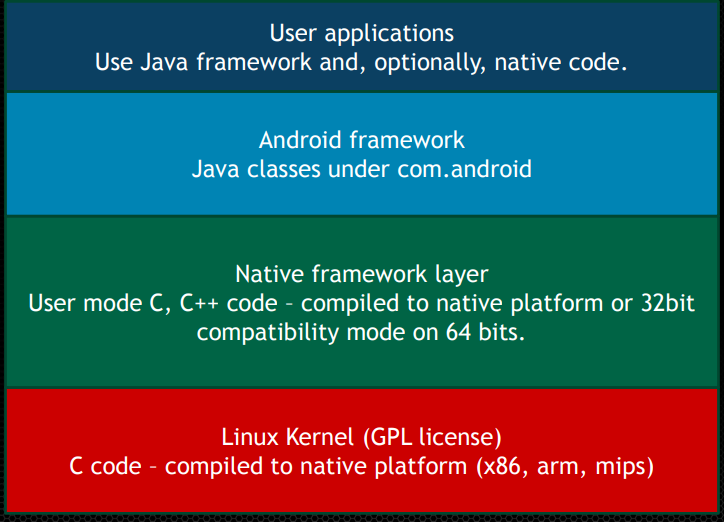 User applications
Use Java framework and, optionally, native code.
Android framework
Java classes under com.android
Native framework layer
User mode C, C++ code – compiled to native platform or 32bit
compatibility mode on 64 bits.
Linux Kernel (GPL license)
C code – compiled to native platform (x86, arm, mips)